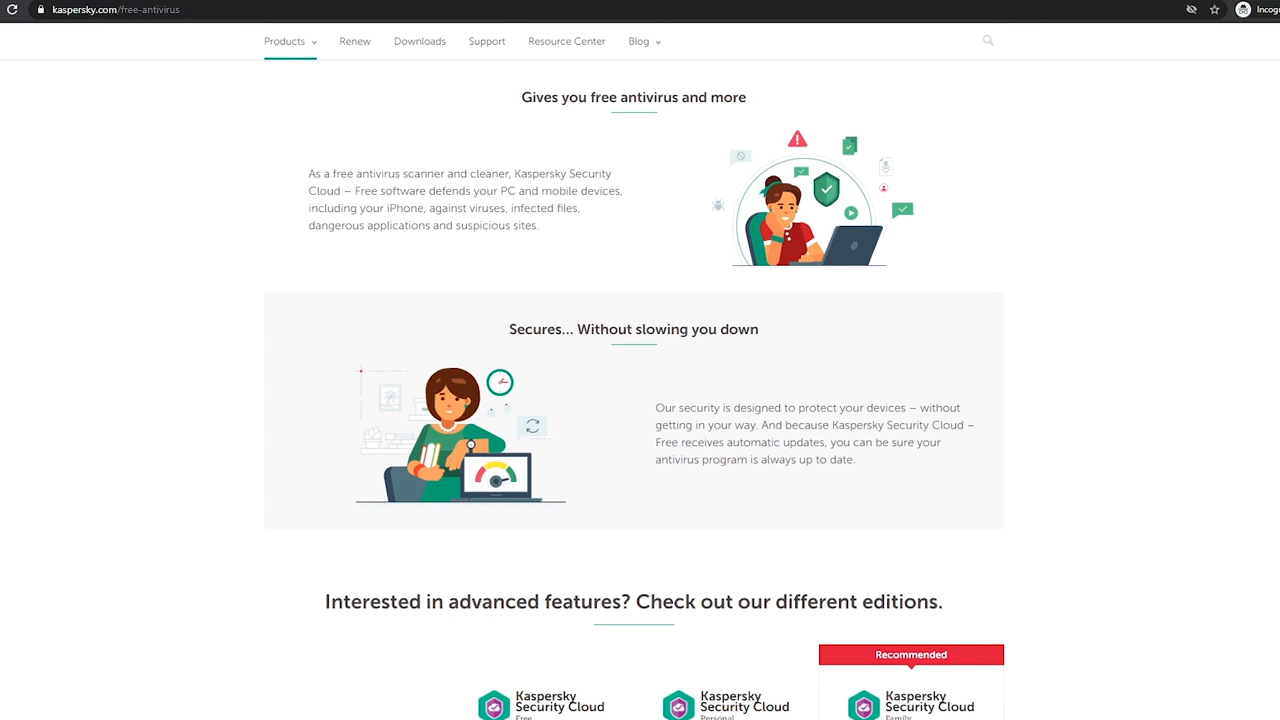 kaspersky.com/free-antivirus
Incog
Products Renew Downloads Support Resource Center Blog
Gives you free antivirus and more
As a free antivirus scanner and cleaner, Kaspersky Security
Cloud – Free software defends your PC and mobile devices,
including your iPhone, against viruses, infected files,
dangerous applications and suspicious sites.
Secures... Without slowing you down
Our security is designed to protect your devices – without
getting in your way. And because Kaspersky Security Cloud –
Free receives automatic updates, you can be sure your
antivirus program is always up to date.
Interested in advanced features? Check out our different editions.
Recommended
Kaspersky
Security Cloud
Free
Kaspersky
Security Cloud
Personal
Kaspersky
Security Cloud
Family